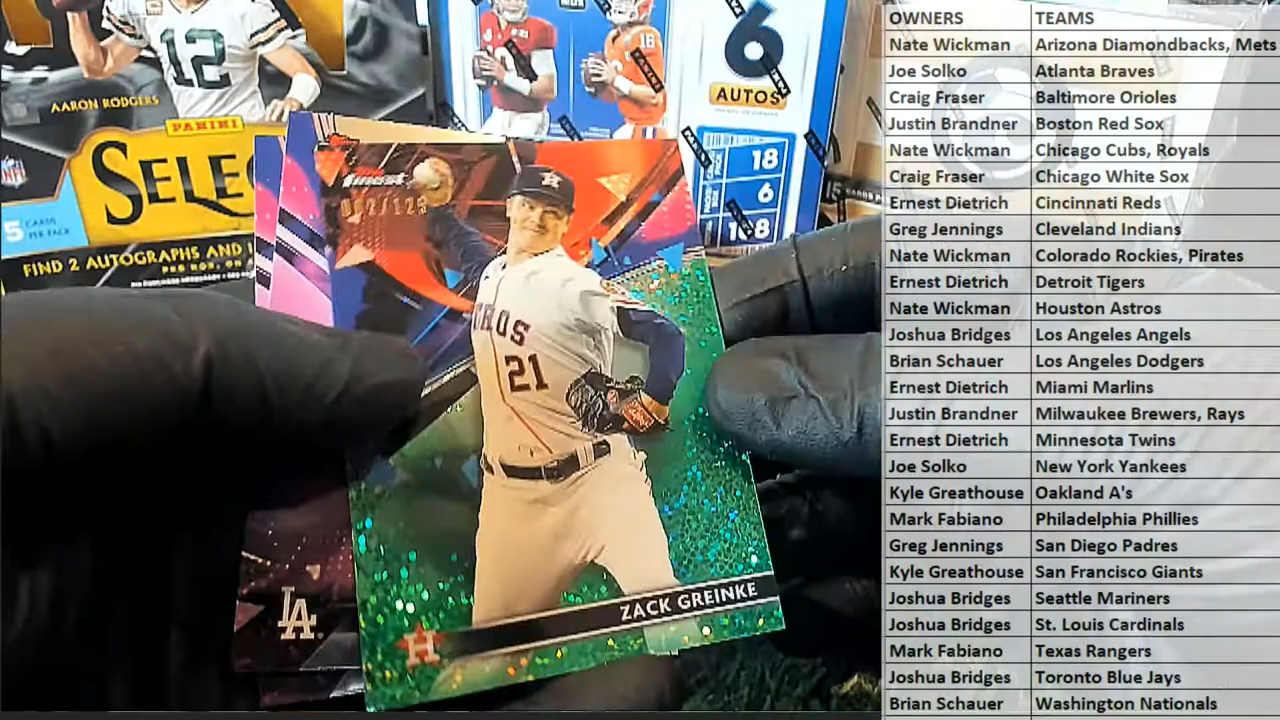 12
AARON RODGERS
PANINI
SELE
NFL
5 CARDS
PER PACK
FIND 2 AUTOGRAPHS AND
16
6
AUTOS
18
6
finest
/125
ASTROS
21
LA
H
ZACK GREINKE
OWNERS TEAMS
Nate Wickman Arizona Diamondbacks, Mets
Joe Solko Atlanta Braves
Craig Fraser Baltimore Orioles
Justin Brandner Boston Red Sox
Nate Wickman Chicago Cubs, Royals
Craig Fraser Chicago White Sox
Ernest Dietrich Cincinnati Reds
Greg Jennings Cleveland Indians
Nate Wickman Colorado Rockies, Pirates
Ernest Dietrich Detroit Tigers
Nate Wickman Houston Astros
Joshua Bridges Los Angeles Angels
Brian Schauer Los Angeles Dodgers
Ernest Dietrich Miami Marlins
Justin Brandner Milwaukee Brewers, Rays
Ernest Dietrich Minnesota Twins
Joe Solko New York Yankees
Kyle Greathouse Oakland A's
Mark Fabiano Philadelphia Phillies
Greg Jennings San Diego Padres
Kyle Greathouse San Francisco Giants
Joshua Bridges Seattle Mariners
Joshua Bridges St. Louis Cardinals
Mark Fabiano Texas Rangers
Joshua Bridges Toronto Blue Jays
Brian Schauer Washington Nationals